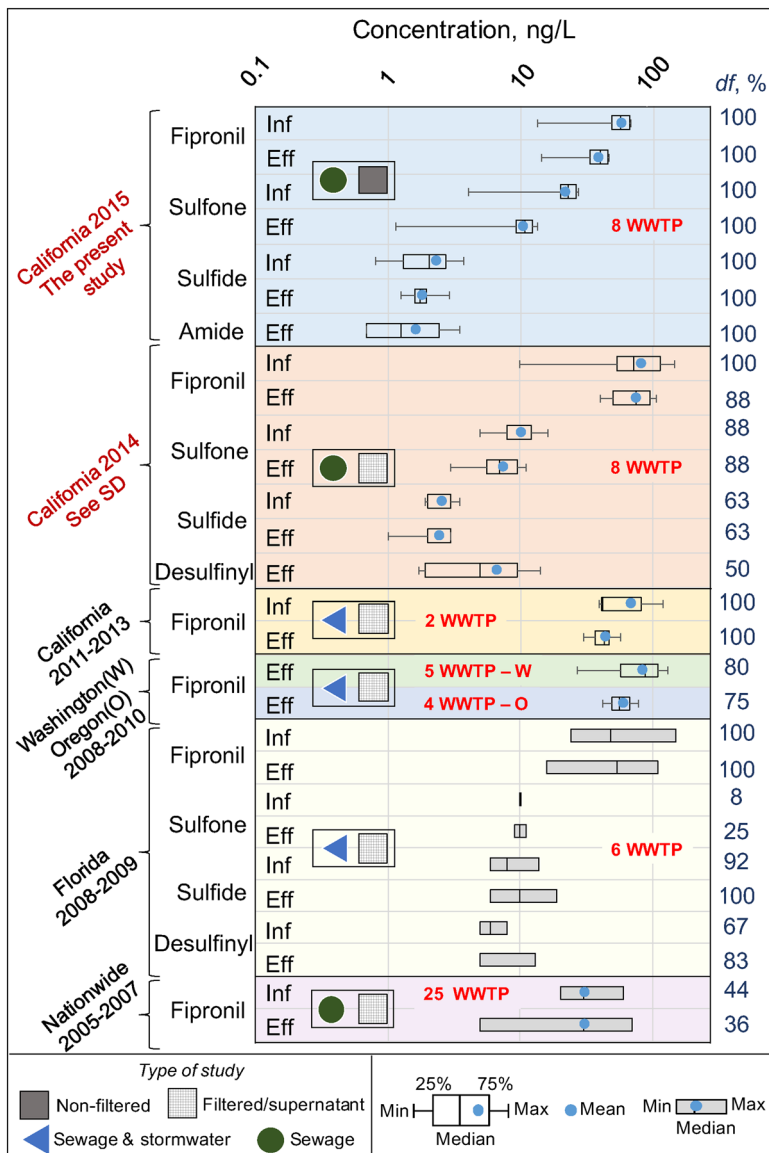 Concentration, ng/L
0.1
1
10
100
df, %
California 2015
The present
study
Fipronil
Inf
100
Eff
100
Sulfone
Inf
100
Eff
8 WWTP
100
Sulfide
Inf
100
Eff
100
Amide
Eff
100
California 2014
See SD
Fipronil
Inf
100
Eff
88
Sulfone
Inf
88
Eff
8 WWTP
88
Sulfide
Inf
63
Eff
63
Desulfinyl
Eff
50
California
2011-2013
Fipronil
Inf
2 WWTP
100
Eff
100
Washington(W)
Oregon(O)
2008-2010
Fipronil
Eff
5 WWTP – W
80
Eff
4 WWTP – O
75
Florida
2008-2009
Fipronil
Inf
100
Eff
100
Sulfone
Inf
8
Eff
6 WWTP
25
Sulfide
Inf
92
Eff
100
Desulfinyl
Inf
67
Eff
83
Nationwide
2005-2007
Fipronil
Inf
25 WWTP
44
Eff
36
Type of study
Non-filtered
Filtered/supernatant
Sewage & stormwater
Sewage
25%
75%
Min
Max
Median
Mean
Min
Max
Median